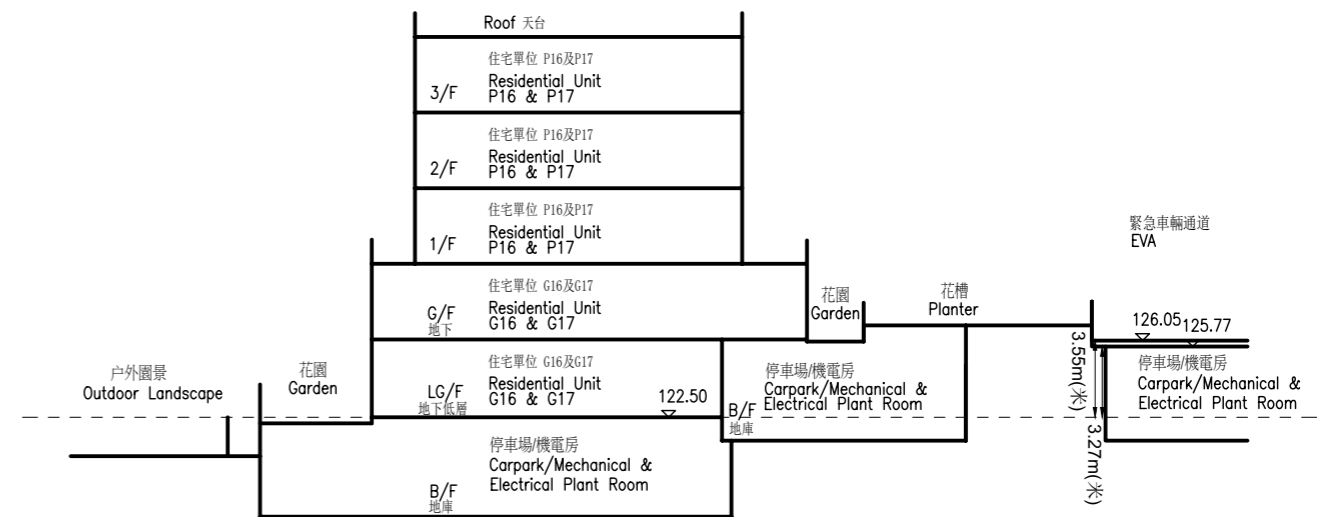 Roof 天台
住宅單位 P16及P17
Residential Unit
P16 & P17
3/F
住宅單位 P16及P17
Residential Unit
P16 & P17
2/F
住宅單位 P16及P17
Residential Unit
P16 & P17
1/F
緊急車輛通道
EVA
住宅單位 G16及G17
Residential Unit
G16 & G17
G/F
地下
花園
Garden
花槽
Planter
126.05
125.77
3.55m(米)
3.27m(米)
户外園景
Outdoor Landscape
花園
Garden
住宅單位 G16及G17
Residential Unit
G16 & G17
LG/F
地下低層
122.50
停車場/機電房
Carpark/Mechanical &
Electrical Plant Room
B/F
地庫
停車場/機電房
Carpark/Mechanical &
Electrical Plant Room
停車場/機電房
Carpark/Mechanical &
Electrical Plant Room
B/F
地庫